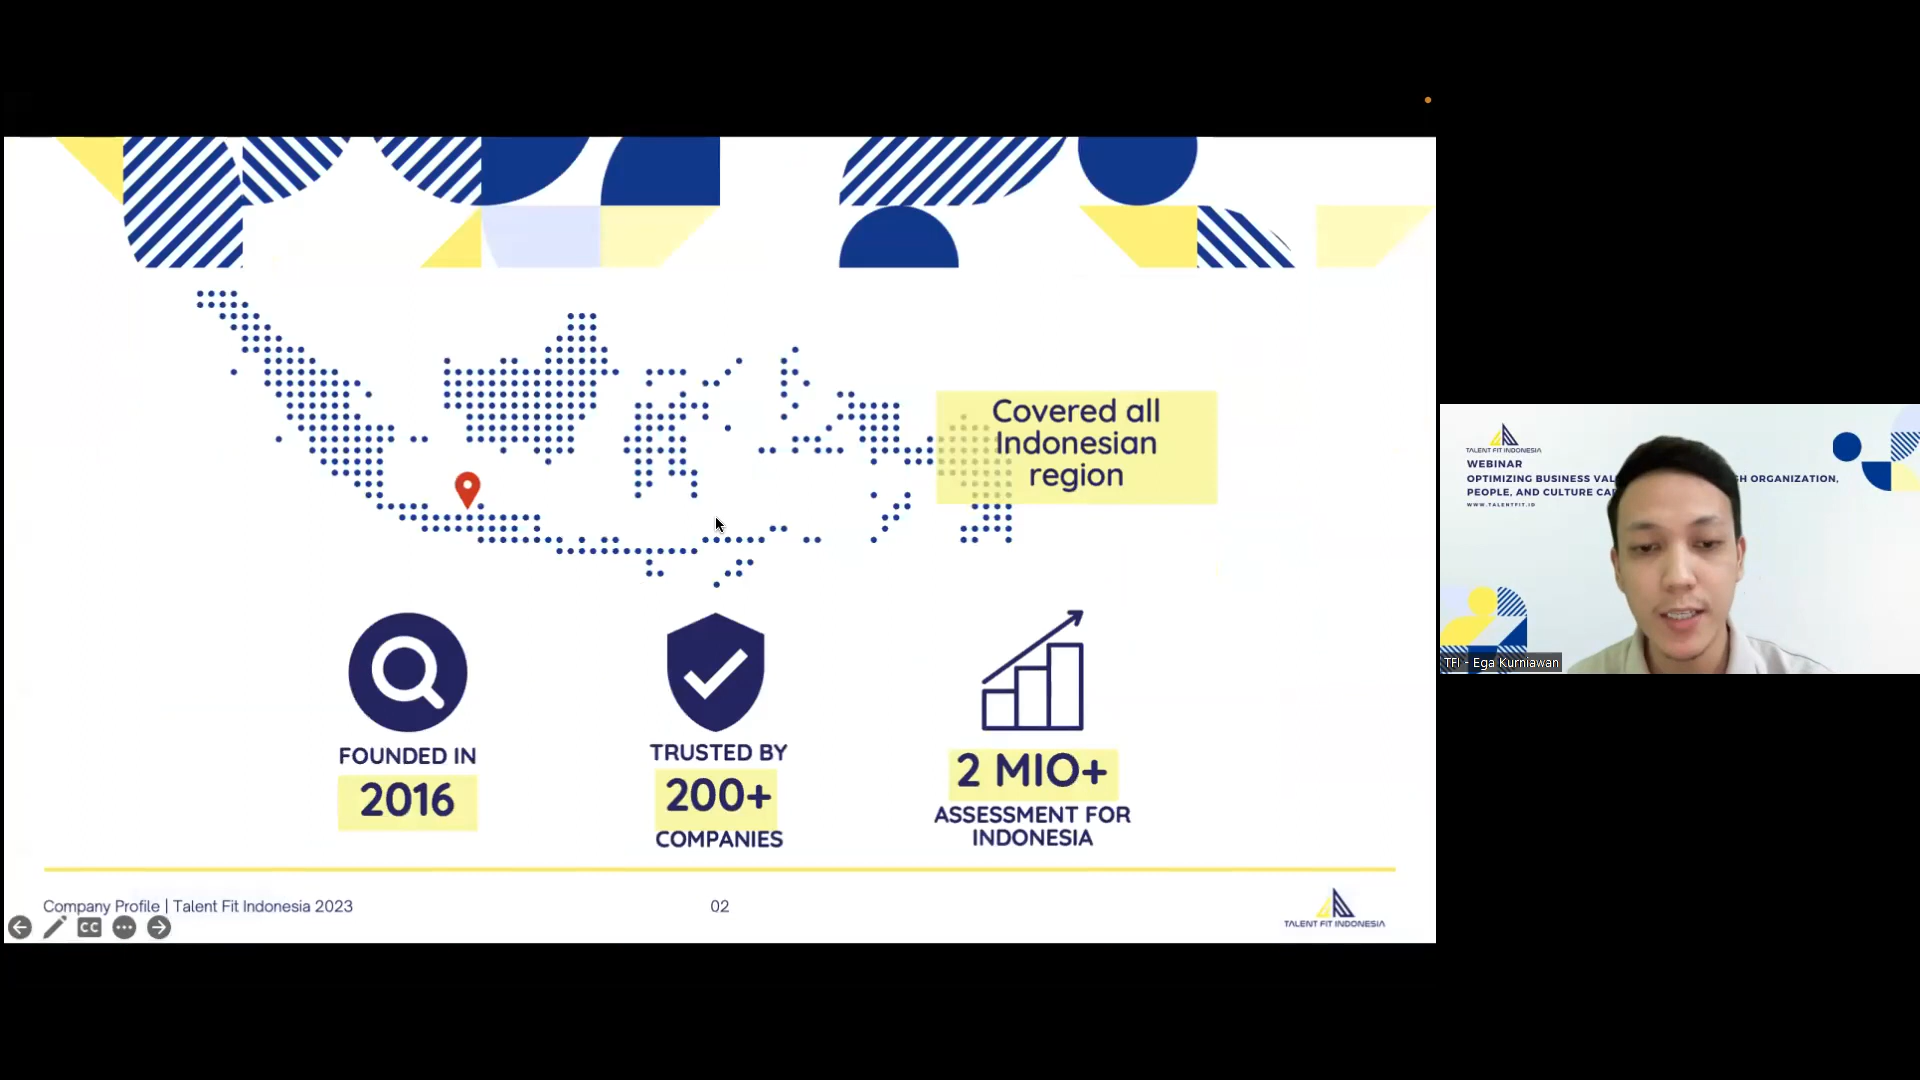 Covered all
Indonesian
region
FOUNDED IN
2016
TRUSTED BY
200+
COMPANIES
2 MIO+
ASSESSMENT FOR
INDONESIA
Company Profile | Talent Fit Indonesia 2023
02
TALENT FIT INDONESIA
CC
TALENT FIT INDONESIA
WEBINAR
OPTIMIZING BUSINESS ORGANIZATION,
PEOPLE, AND CULTURE
WWW.TALENTFIT.ID
TFI - Ega Kurniawan